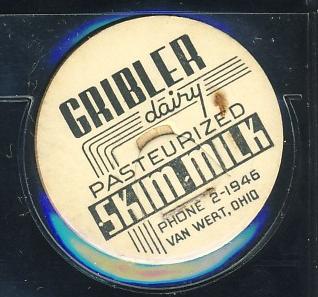 GRIBLER
dairy
PASTEURIZED
SKIM-MILK
PHONE 2-1946
VAN WERT, OHIO